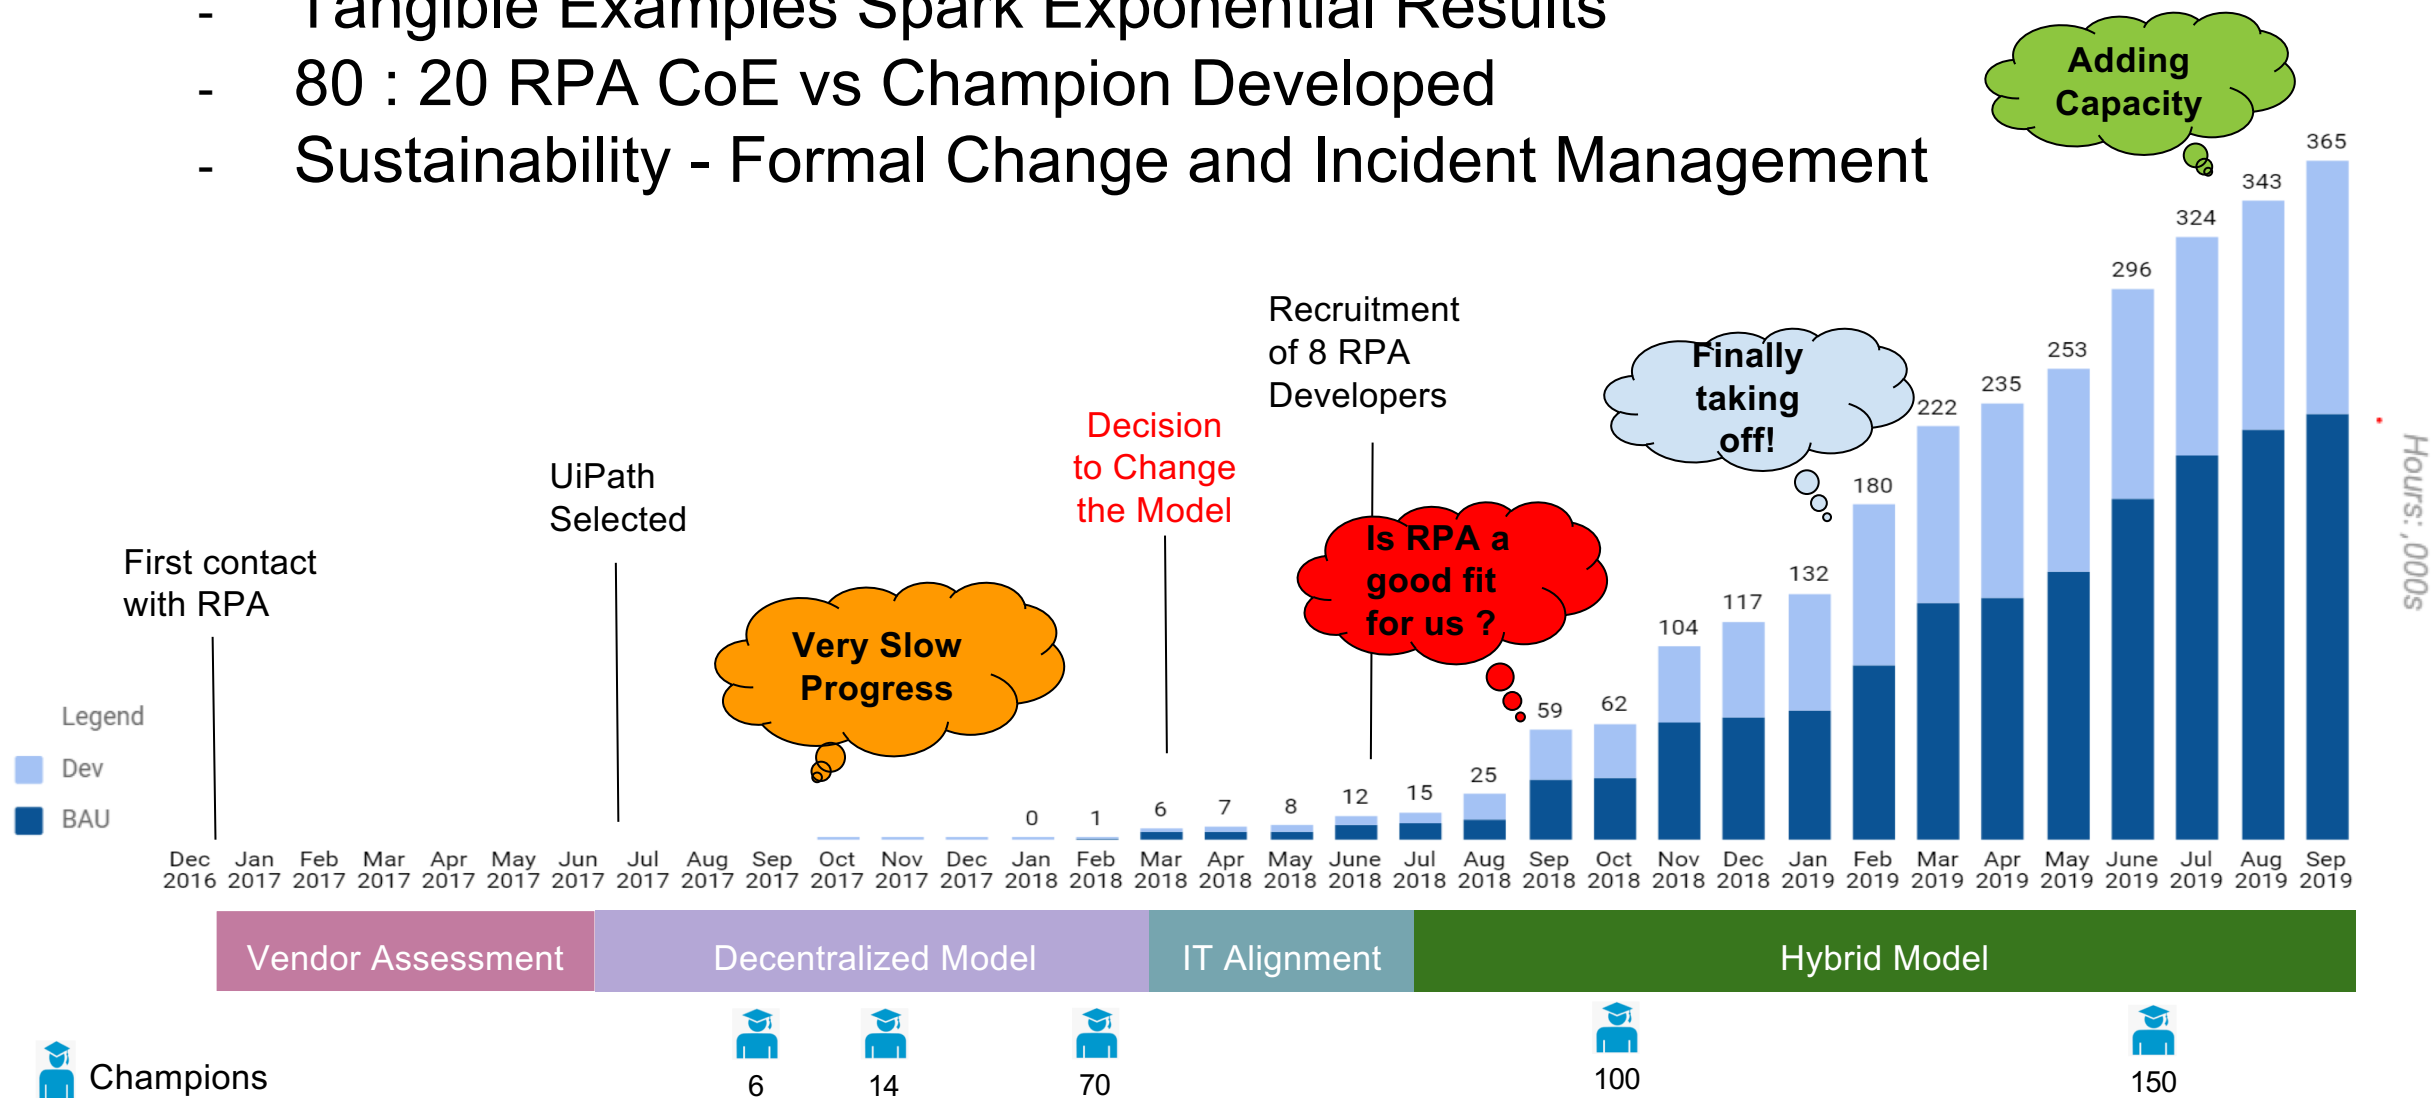 - Tangible Examples Spark Exponential Results
- 80 : 20 RPA CoE vs Champion Developed
- Sustainability - Formal Change and Incident Management
Adding
Capacity
365
343
324
296
253
235
222
180
132
117
104
62
59
25
15
12
8
7
6
1
0
Hours: ,000s
Recruitment
of 8 RPA
Developers
Finally
taking
off!
Decision
to Change
the Model
UiPath
Selected
Is RPA a
good fit
for us ?
First contact
with RPA
Very Slow
Progress
Legend
Dev
BAU
Dec Jan Feb Mar Apr May Jun Jul Aug Sep Oct Nov Dec Jan Feb Mar Apr May June Jul Aug Sep Oct Nov Dec Jan Feb Mar Apr May June Jul Aug Sep
2016 2017 2017 2017 2017 2017 2017 2017 2017 2017 2017 2017 2017 2018 2018 2018 2018 2018 2018 2018 2018 2018 2018 2018 2018 2019 2019 2019 2019 2019 2019 2019 2019 2019
Vendor Assessment Decentralized Model IT Alignment Hybrid Model
Champions
6 14 70 100 150